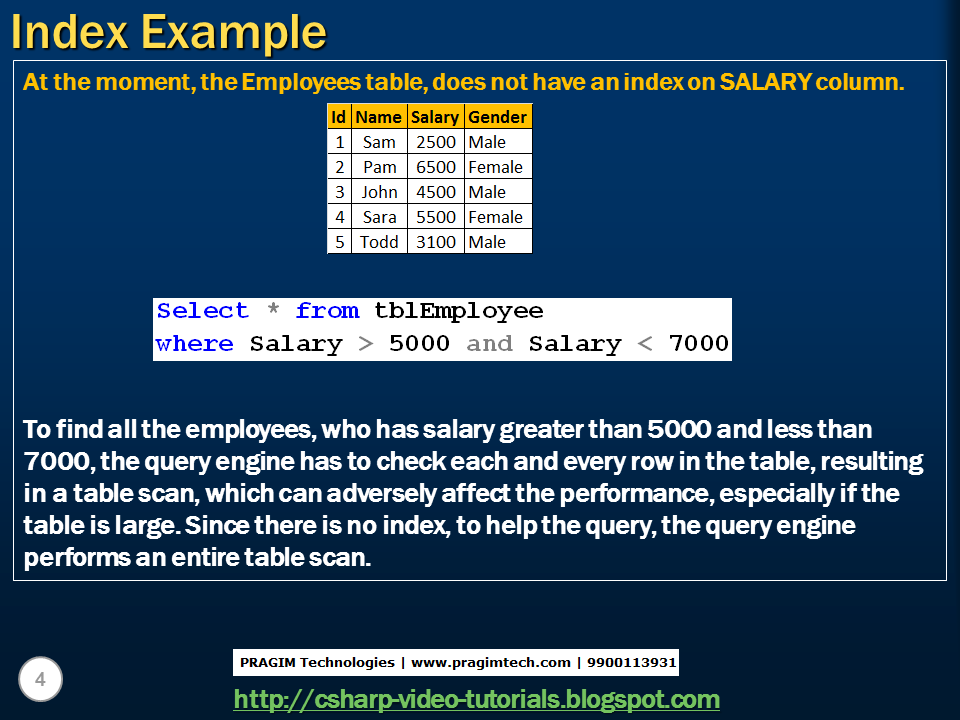 Index Example
At the moment, the Employees table, does not have an index on SALARY column.
Id Name Salary Gender
1 Sam 2500 Male
2 Pam 6500 Female
3 John 4500 Male
4 Sara 5500 Female
5 Todd 3100 Male
Select * from tblEmployee
where Salary > 5000 and Salary < 7000
To find all the employees, who has salary greater than 5000 and less than
7000, the query engine has to check each and every row in the table, resulting
in a table scan, which can adversely affect the performance, especially if the
table is large. Since there is no index, to help the query, the query engine
performs an entire table scan.
PRAGIM Technologies | www.pragimtech.com | 9900113931
4
http://csharp-video-tutorials.blogspot.com